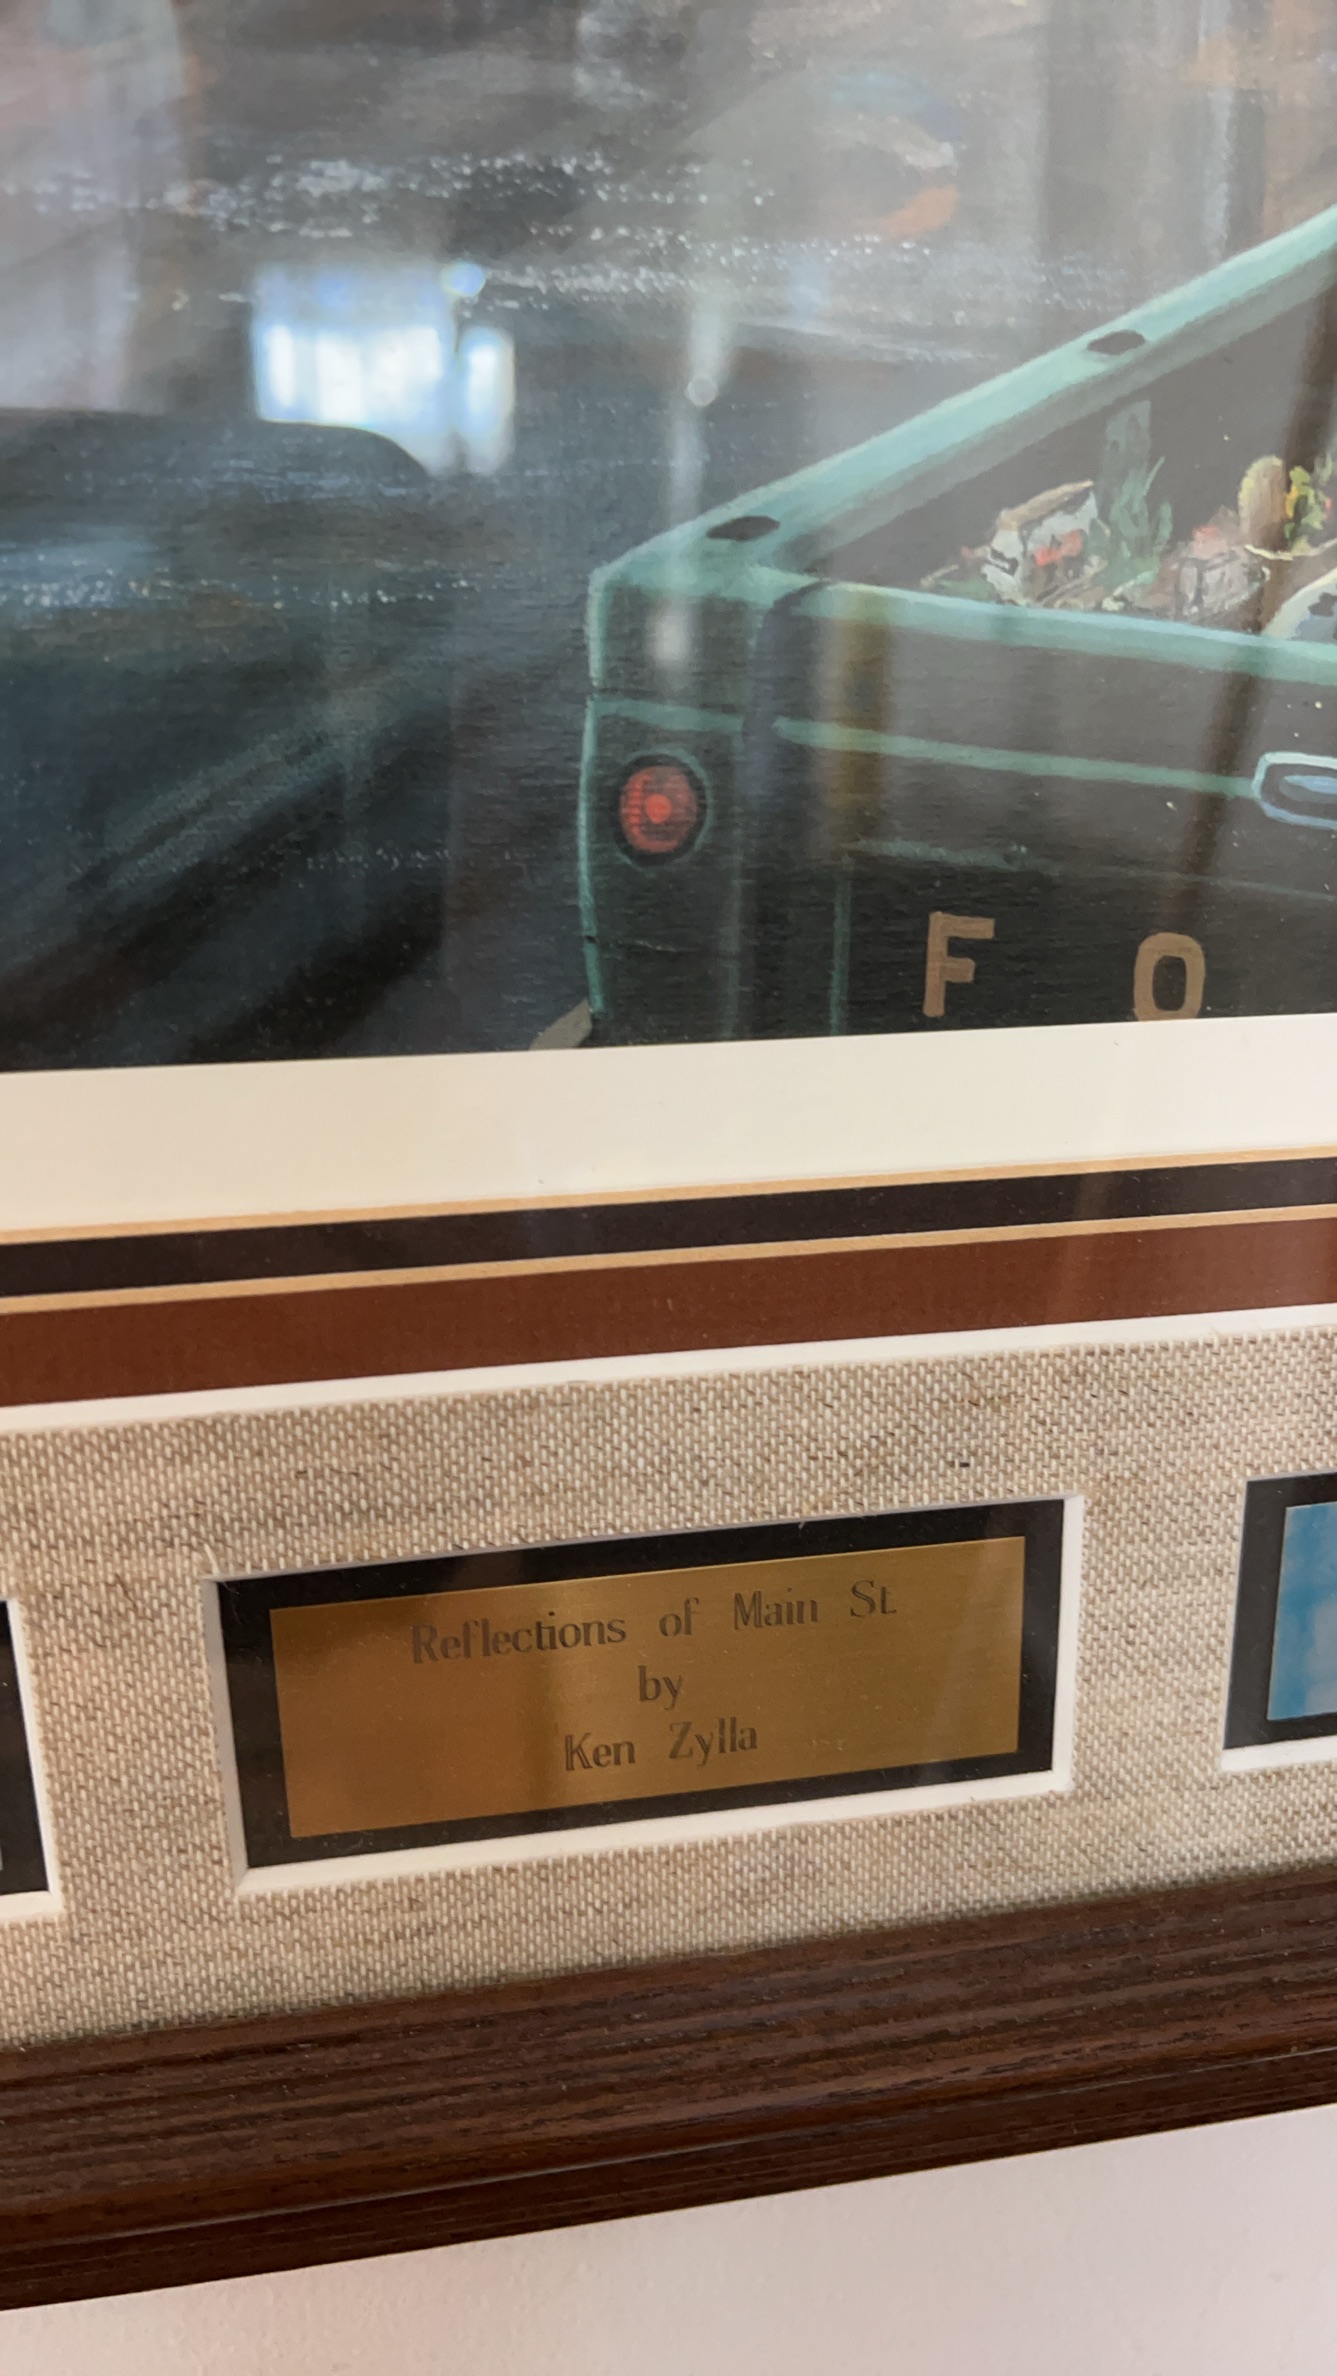 F O
Reflections of Main St.
by
Ken Zylla